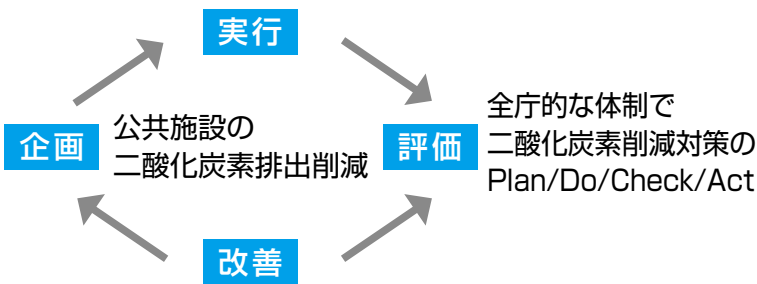 実行
企画
公共施設の
二酸化炭素排出削減
評価
全庁的な体制で
二酸化炭素削減対策の
Plan/Do/Check/Act
改善